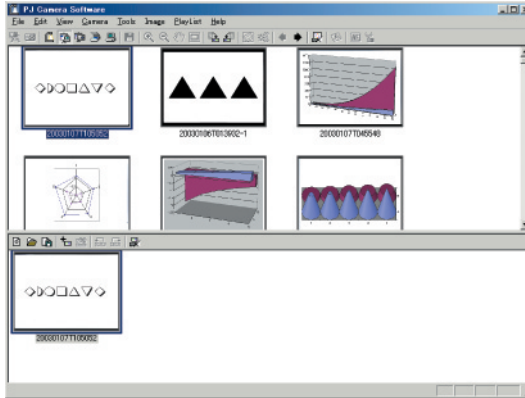 PJ Camera Software
File Edit View Camera Tools Image PlayList Help
20030107T105052 20030106T013902-1 20030107T045548
20030107T105052